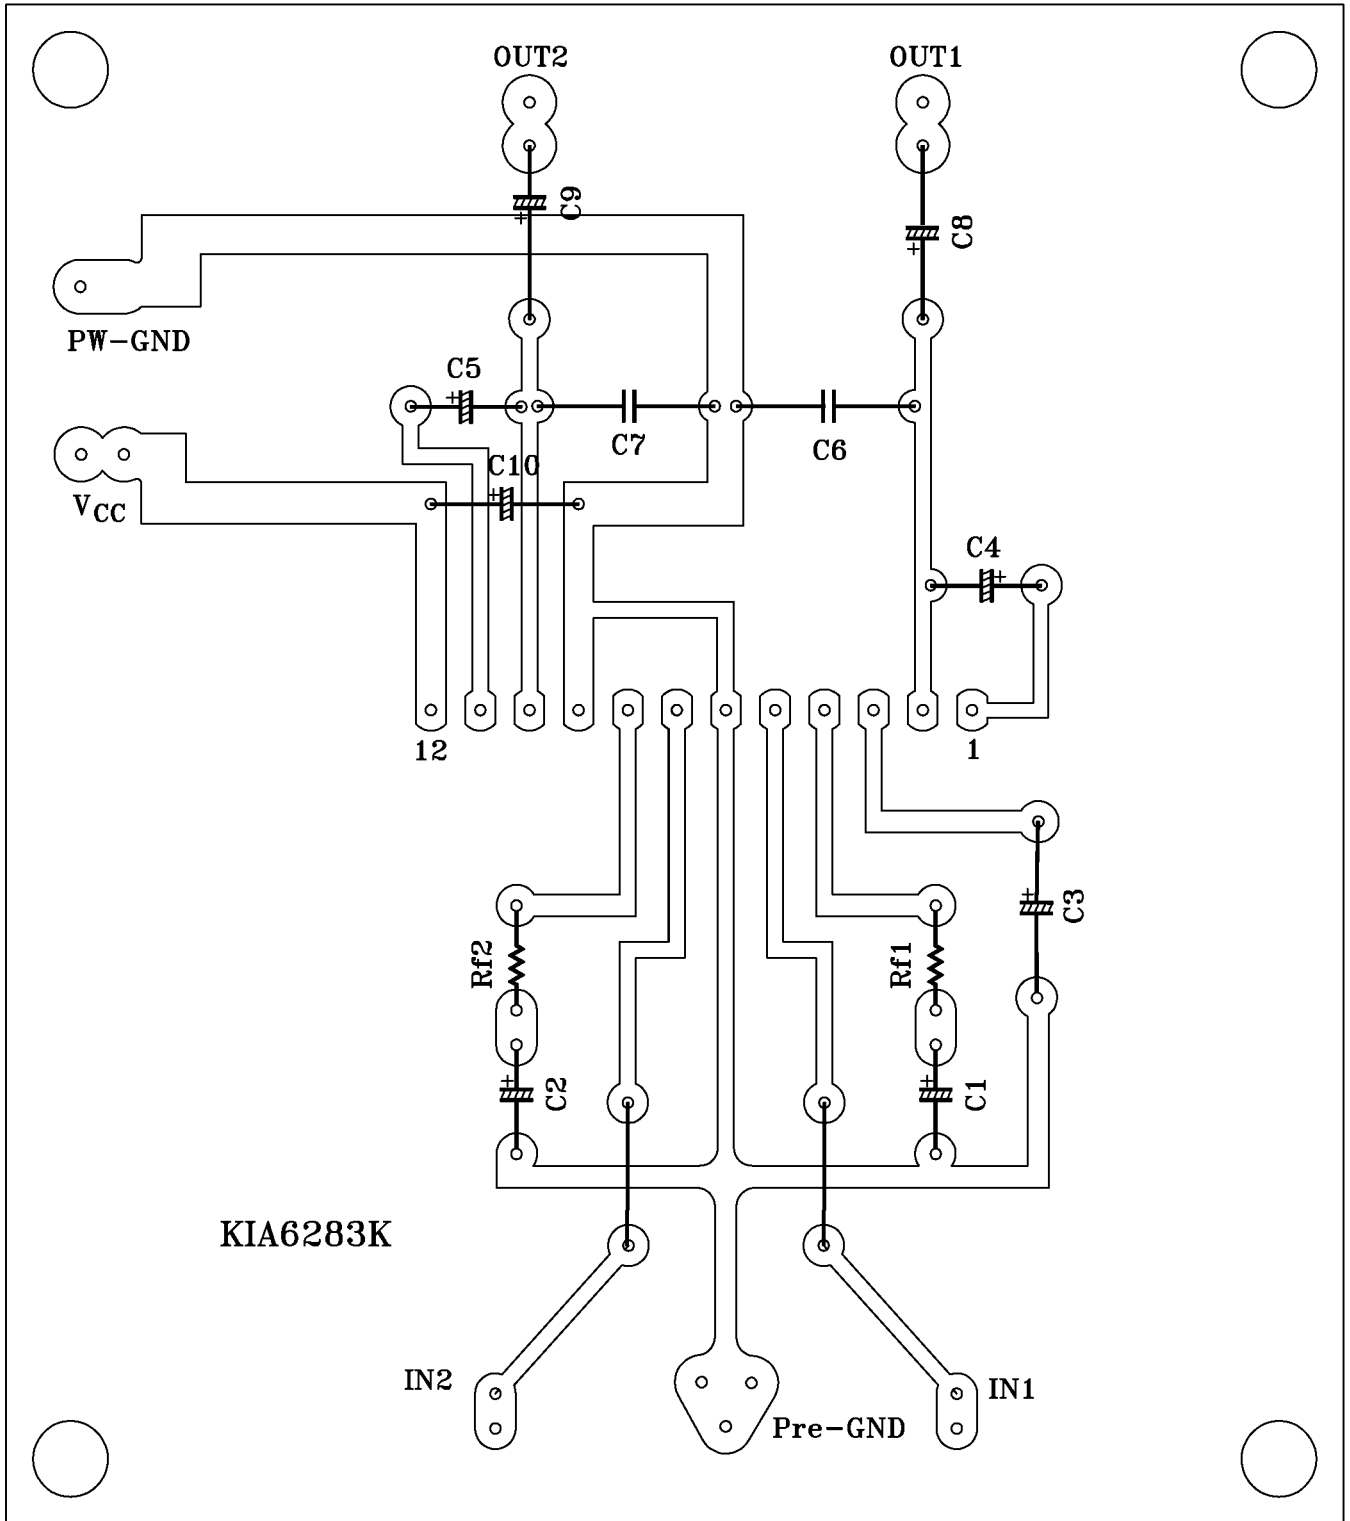 OUT2
OUT1
C9
C8
PW-GND
C5
C7
C6
C10
VCC
C4
12
1
C3
Rf2
Rf1
C2
C1
KIA6283K
IN2
IN1
Pre-GND